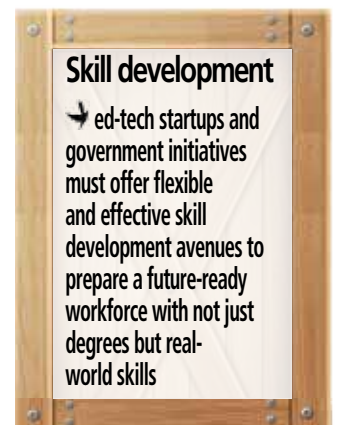 Skill development
ed-tech startups and
government initiatives
must offer flexible
and effective skill
development avenues to
prepare a future-ready
workforce with not just
degrees but real-
world skills